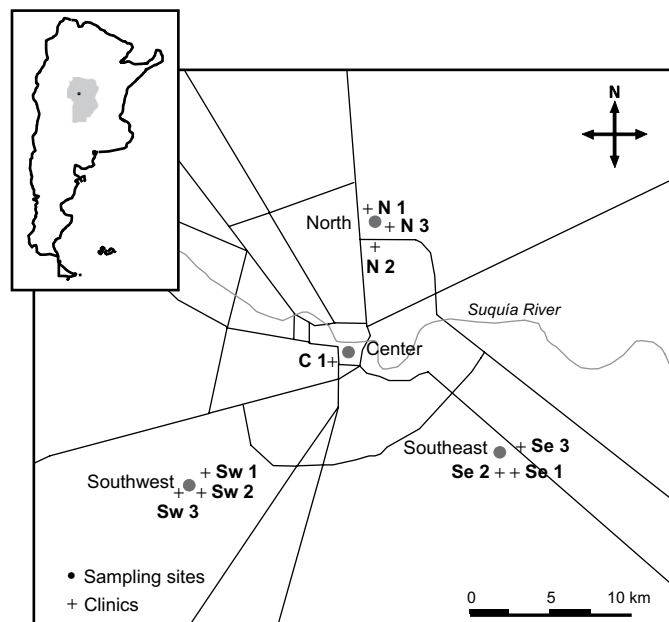 N
North
N 1
N 3
N 2
Suquía River
Center
C 1
Southeast
Se 3
Se 2
Se 1
Southwest
Sw 1
Sw 2
Sw 3
Sampling sites
Clinics
0 5 10 km